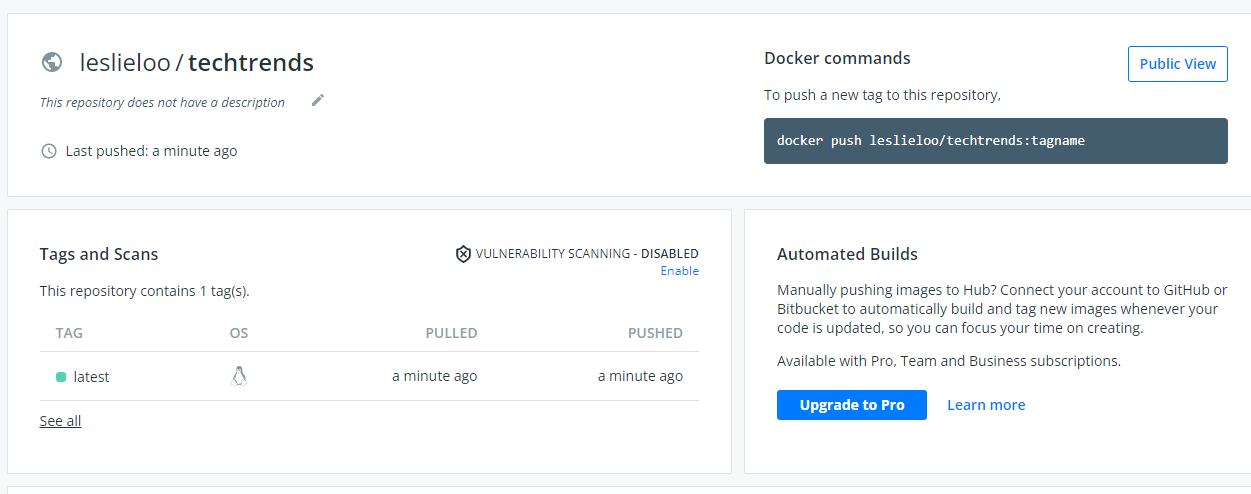 leslieloo / techtrends
This repository does not have a description
Last pushed: a minute ago
Docker commands
Public View
To push a new tag to this repository,
docker push leslieloo/techtrends:tagname
Tags and Scans
VULNERABILITY SCANNING - DISABLED
Enable
This repository contains 1 tag(s).
TAG OS PULLED PUSHED
latest a minute ago a minute ago
See all
Automated Builds
Manually pushing images to Hub? Connect your account to GitHub or
Bitbucket to automatically build and tag new images whenever your
code is updated, so you can focus your time on creating.
Available with Pro, Team and Business subscriptions.
Upgrade to Pro Learn more